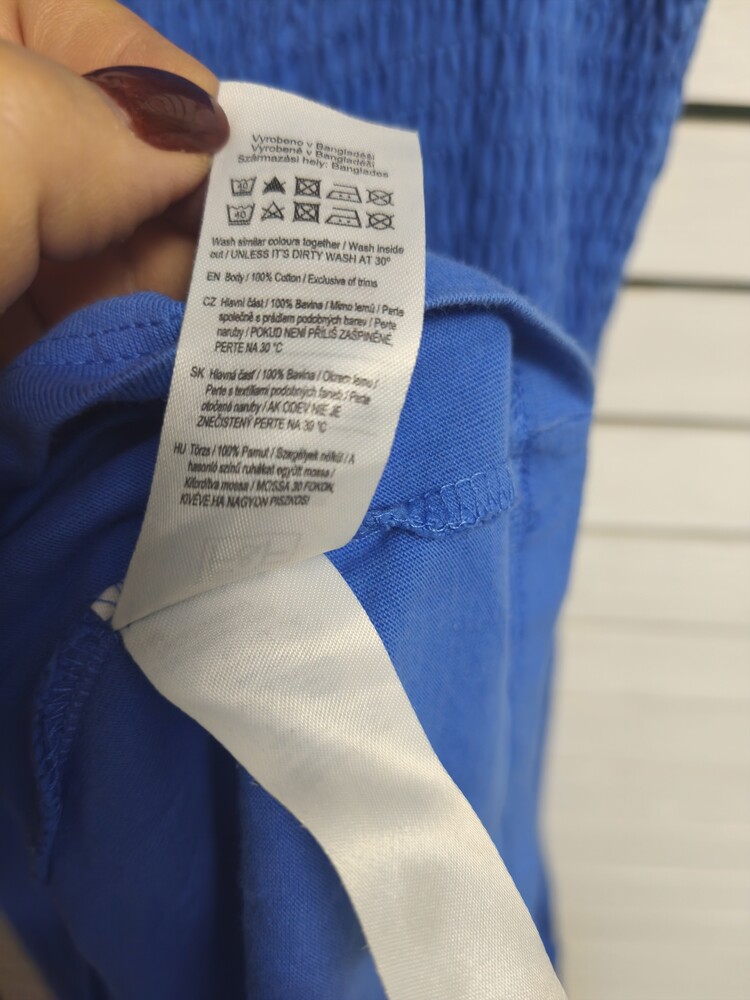 Vyrobeno v Bangladéši
Vyrobené v Bangladéši
Származási hely: Banglades
40
40
Wash similar colours together / Wash inside
out / UNLESS IT'S DIRTY WASH AT 30°
EN Body / 100% Cotton / Exclusive of trims
CZ Hlavní část / 100% Bavlna / Mimo lemů / Perte
společně s prádlem podobných barev / Perte
naruby / POKUD NENÍ PŘÍLIŠ ZAŠPINĚNÉ,
PERTE NA 30 °C
SK Hlavná časť / 100% Bavlna / Okrem lemu /
Perte s textíliami podobných farieb / Perte
otočené naruby / AK ODEV NIE JE
ZNEČISTENÝ PERTE NA 30 °C
HU Törzs / 100% Pamut / Szegélyek nélkül / A
hasonló színű ruhákat együtt mossa /
Kifordítva mossa / MOSSA 30 FOKON,
KIVÉVE HA NAGYON PISZKOS!